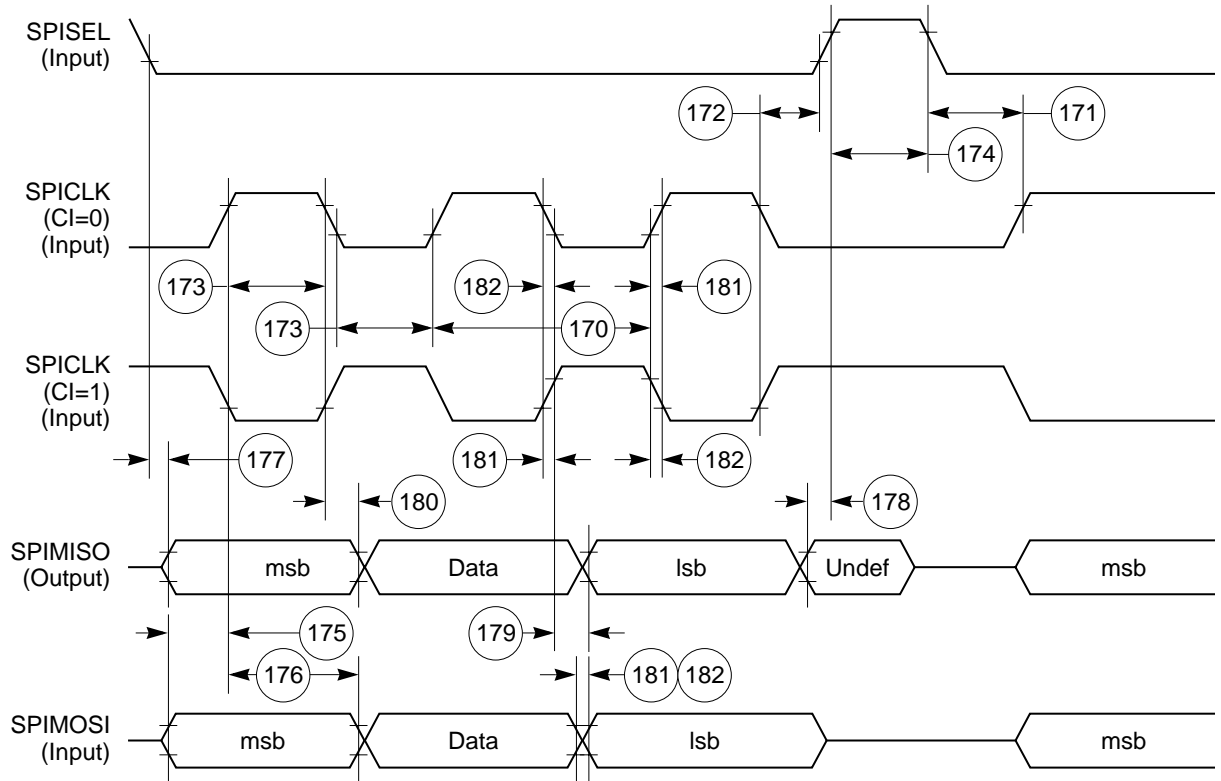 SPISEL
(Input)
172
171
174
SPICLK
(CI=0)
(Input)
173
182
181
173
170
SPICLK
(CI=1)
(Input)
177
181
182
180
178
SPIMISO
(Output)
msb
Data
lsb
Undef
msb
175
179
176
181
182
SPIMOSI
(Input)
msb
Data
lsb
msb